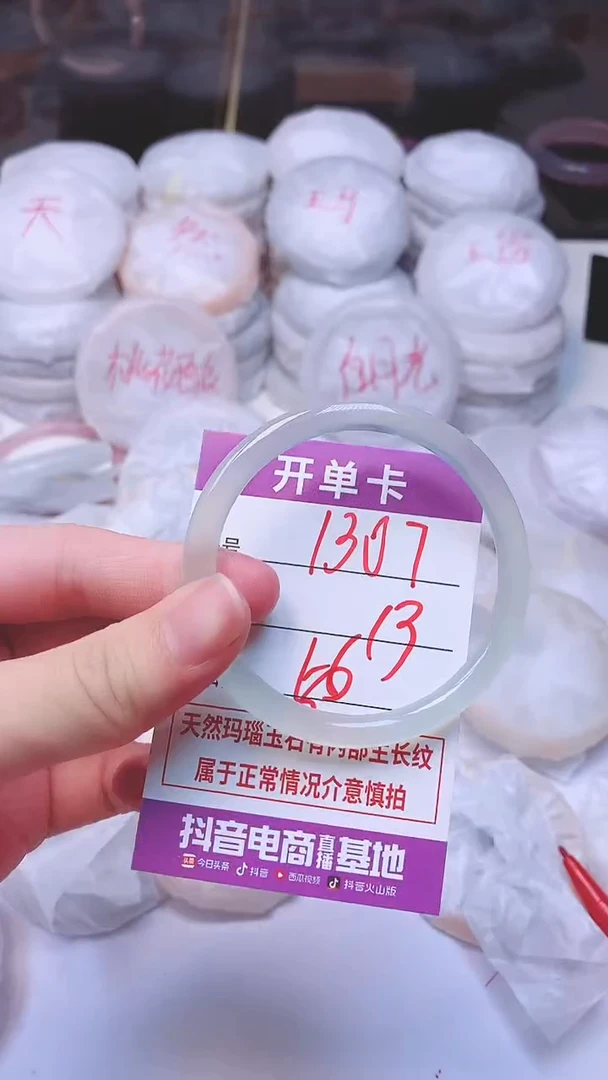 天
桃花
白月光
开单卡
号
1307
13
56
天然玛瑙玉石有内部生长纹
属于正常情况介意慎拍
抖音电商直播基地
头条 今日头条 抖音 西瓜视频 抖音火山版